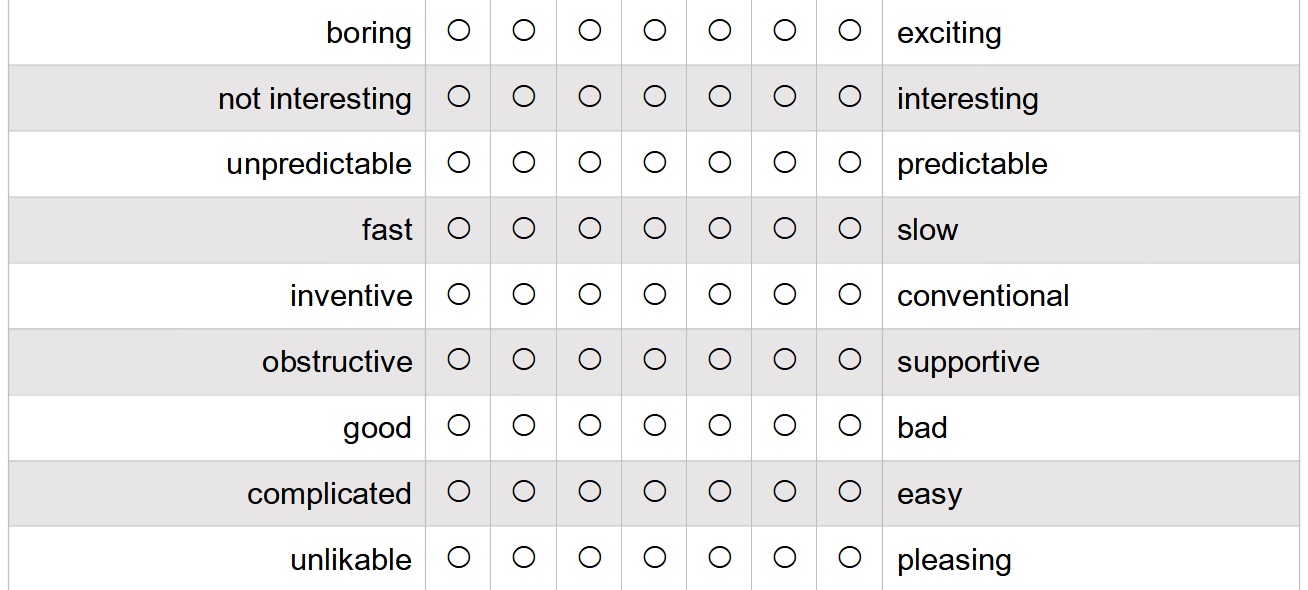 boring ○ ○ ○ ○ ○ ○ ○ exciting
not interesting ○ ○ ○ ○ ○ ○ ○ interesting
unpredictable ○ ○ ○ ○ ○ ○ ○ predictable
fast ○ ○ ○ ○ ○ ○ ○ slow
inventive ○ ○ ○ ○ ○ ○ ○ conventional
obstructive ○ ○ ○ ○ ○ ○ ○ supportive
good ○ ○ ○ ○ ○ ○ ○ bad
complicated ○ ○ ○ ○ ○ ○ ○ easy
unlikable ○ ○ ○ ○ ○ ○ ○ pleasing